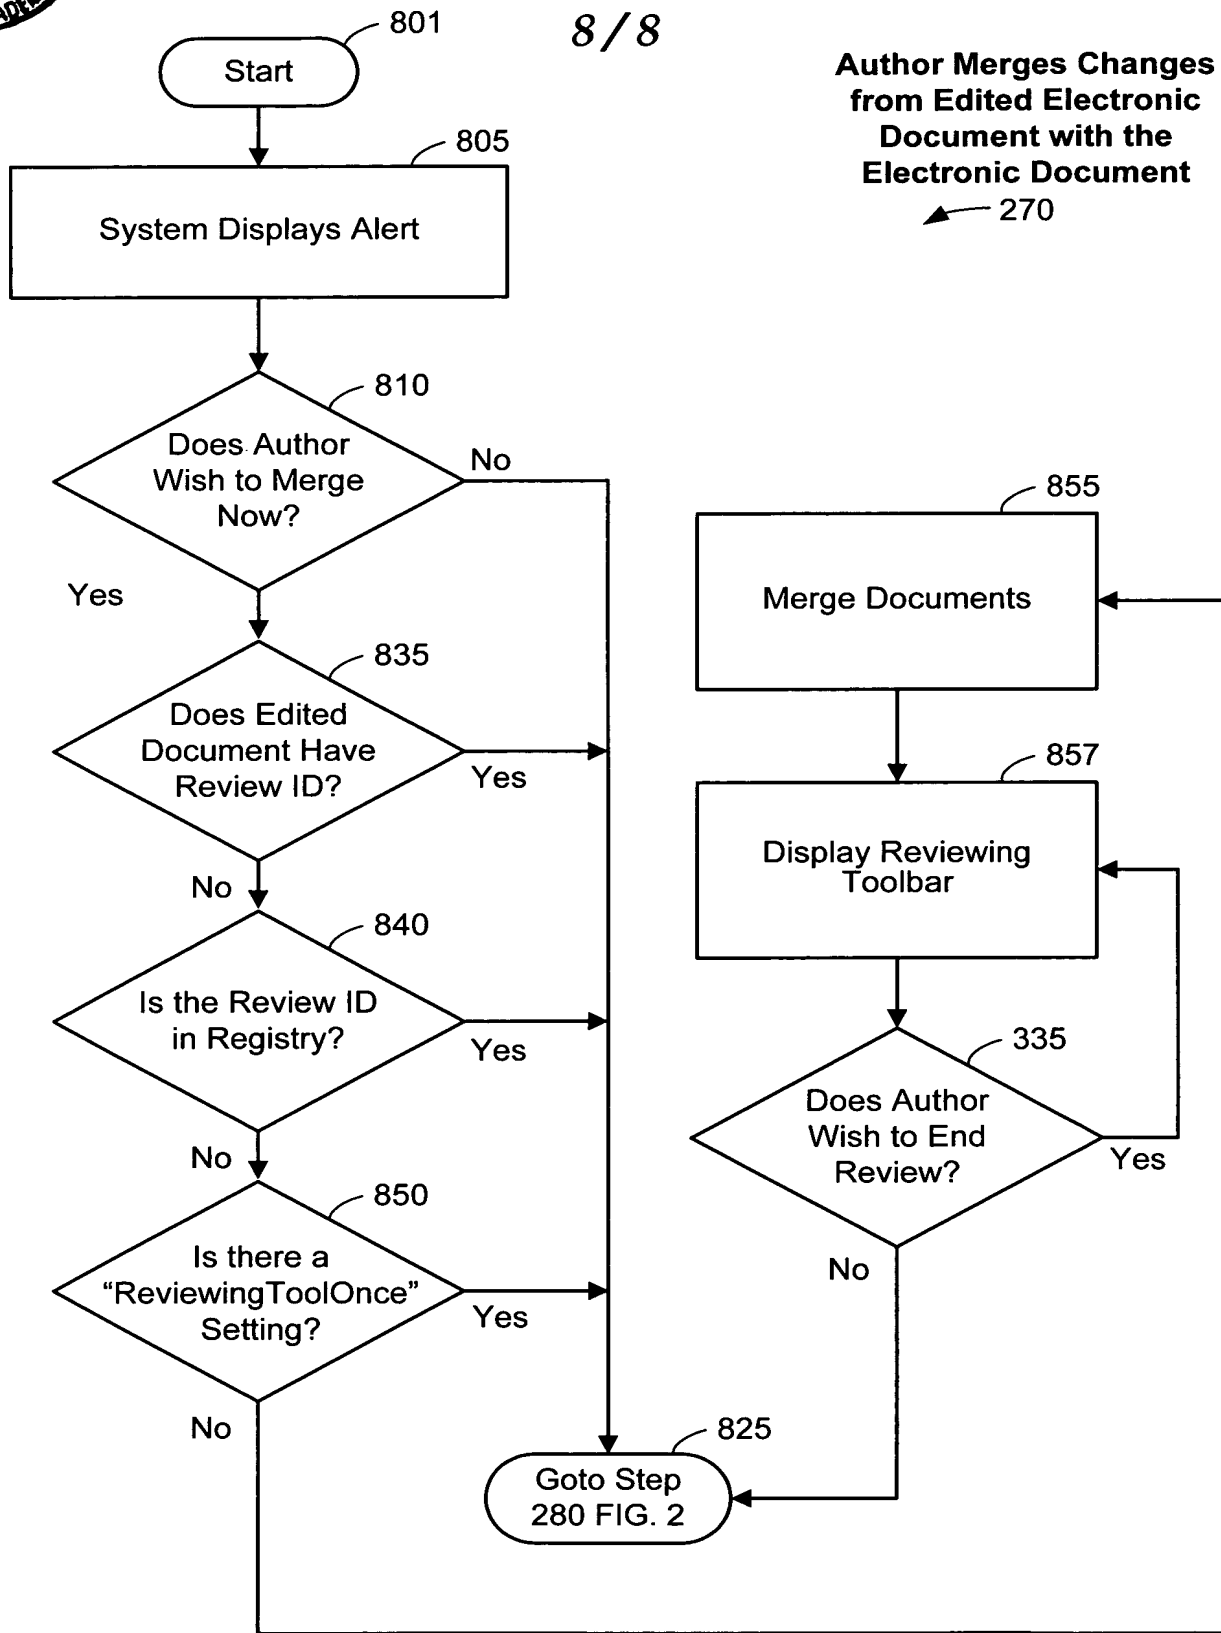 8/8
Author Merges Changes
from Edited Electronic
Document with the
Electronic Document
270
801
Start
805
System Displays Alert
810
Does Author
Wish to Merge
Now?
No
Yes
835
Does Edited
Document Have
Review ID?
Yes
No
840
Is the Review ID
in Registry?
Yes
No
850
Is there a
“ReviewingToolOnce”
Setting?
Yes
No
825
Goto Step
280 FIG. 2
855
Merge Documents
857
Display Reviewing
Toolbar
335
Does Author
Wish to End
Review?
Yes
No